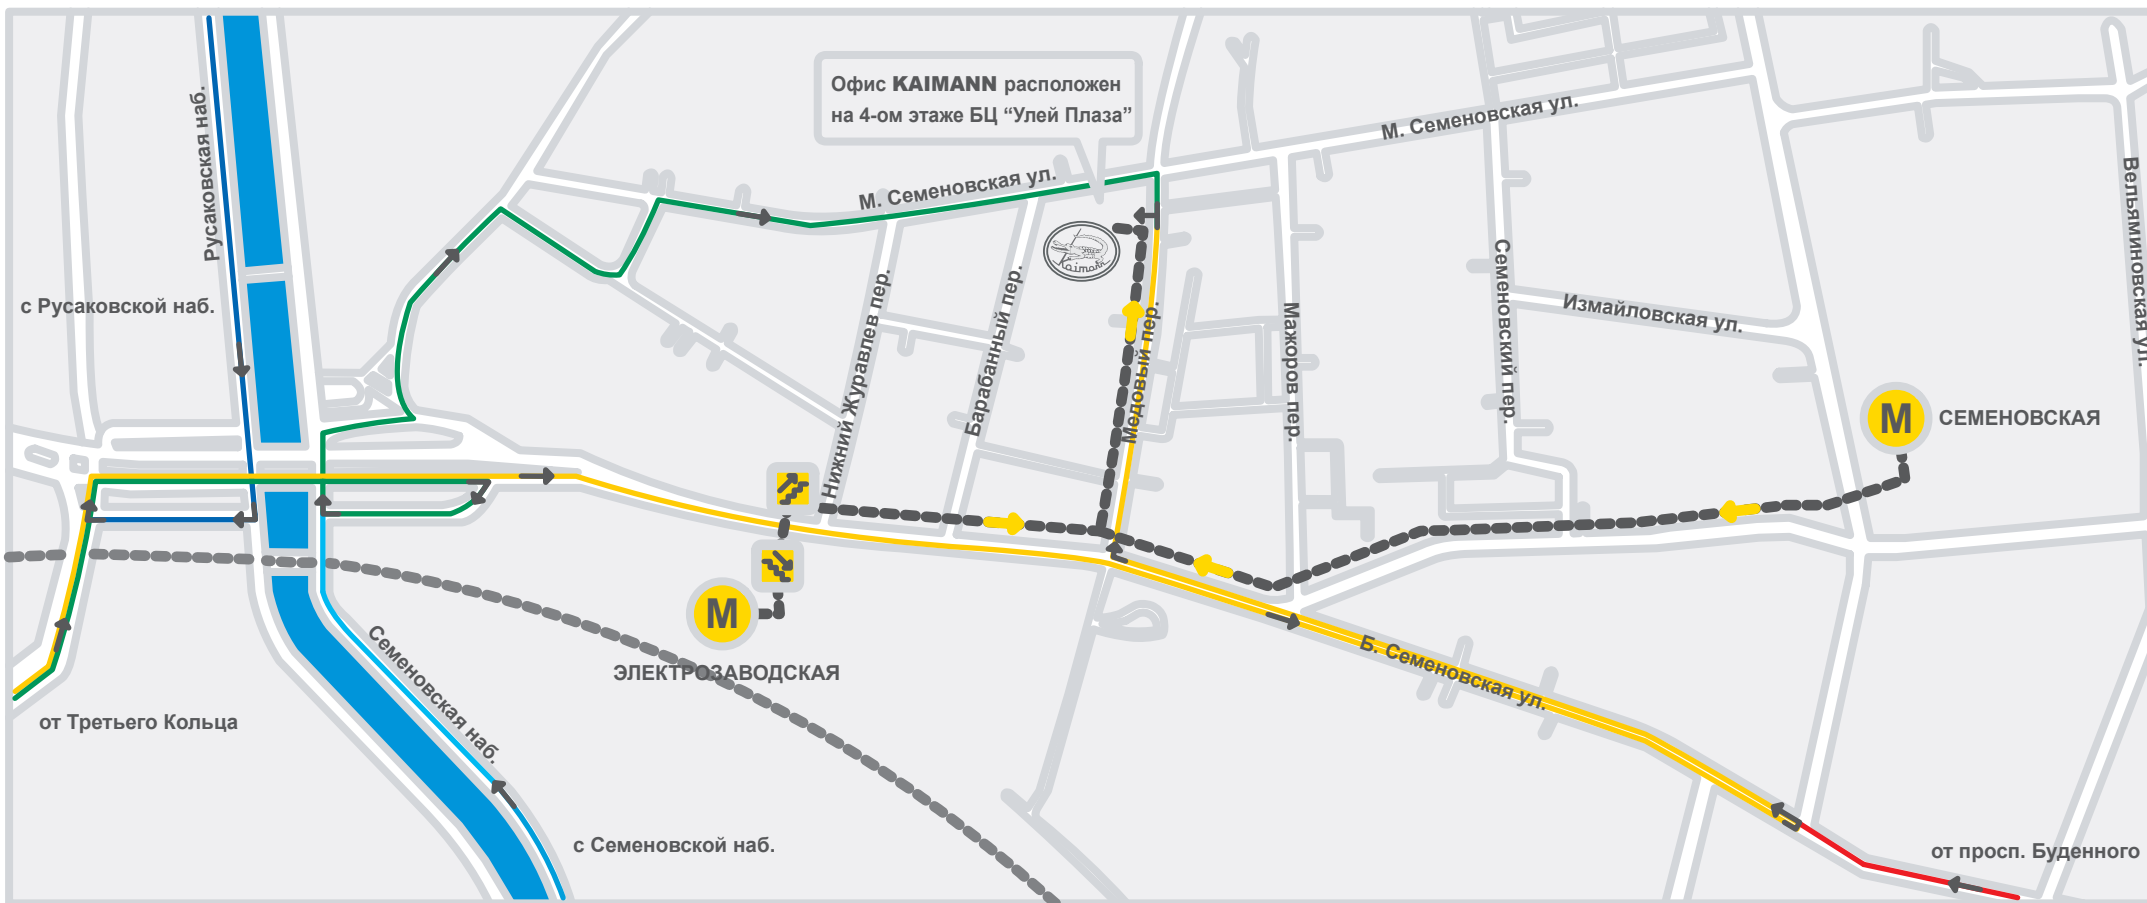 Офис KAIMANN расположен
на 4-ом этаже БЦ “Улей Плаза”
Русаковская наб.
М. Семеновская ул.
М. Семеновская ул.
Вельяминовская ул.
с Русаковской наб.
Kaimann
Нижний Журавлев пер.
Барабанный пер.
Медовый пер.
Мажоров пер.
Семеновский пер.
Измайловская ул.
М
СЕМЕНОВСКАЯ
М
ЭЛЕКТРОЗАВОДСКАЯ
Семеновская наб.
Б. Семеновская ул.
от Третьего Кольца
с Семеновской наб.
от просп. Буденного